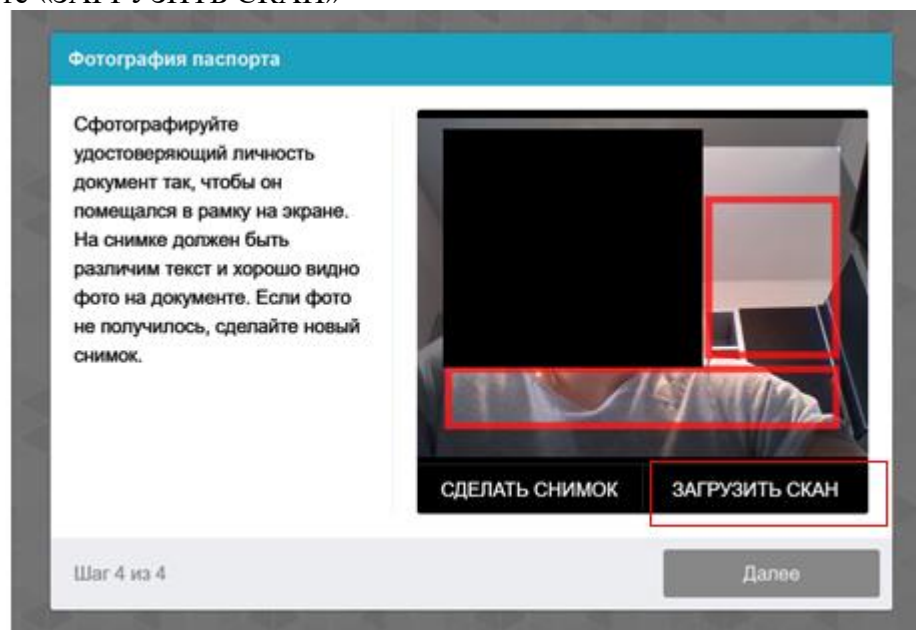 «ЗАГРУЗИТЬ СКАН»
Фотография паспорта
Сфотографируйте
удостоверяющий личность
документ так, чтобы он
помещался в рамку на экране.
На снимке должен быть
различим текст и хорошо видно
фото на документе. Если фото
не получилось, сделайте новый
снимок.
СДЕЛАТЬ СНИМОК
ЗАГРУЗИТЬ СКАН
Шаг 4 из 4
Далее